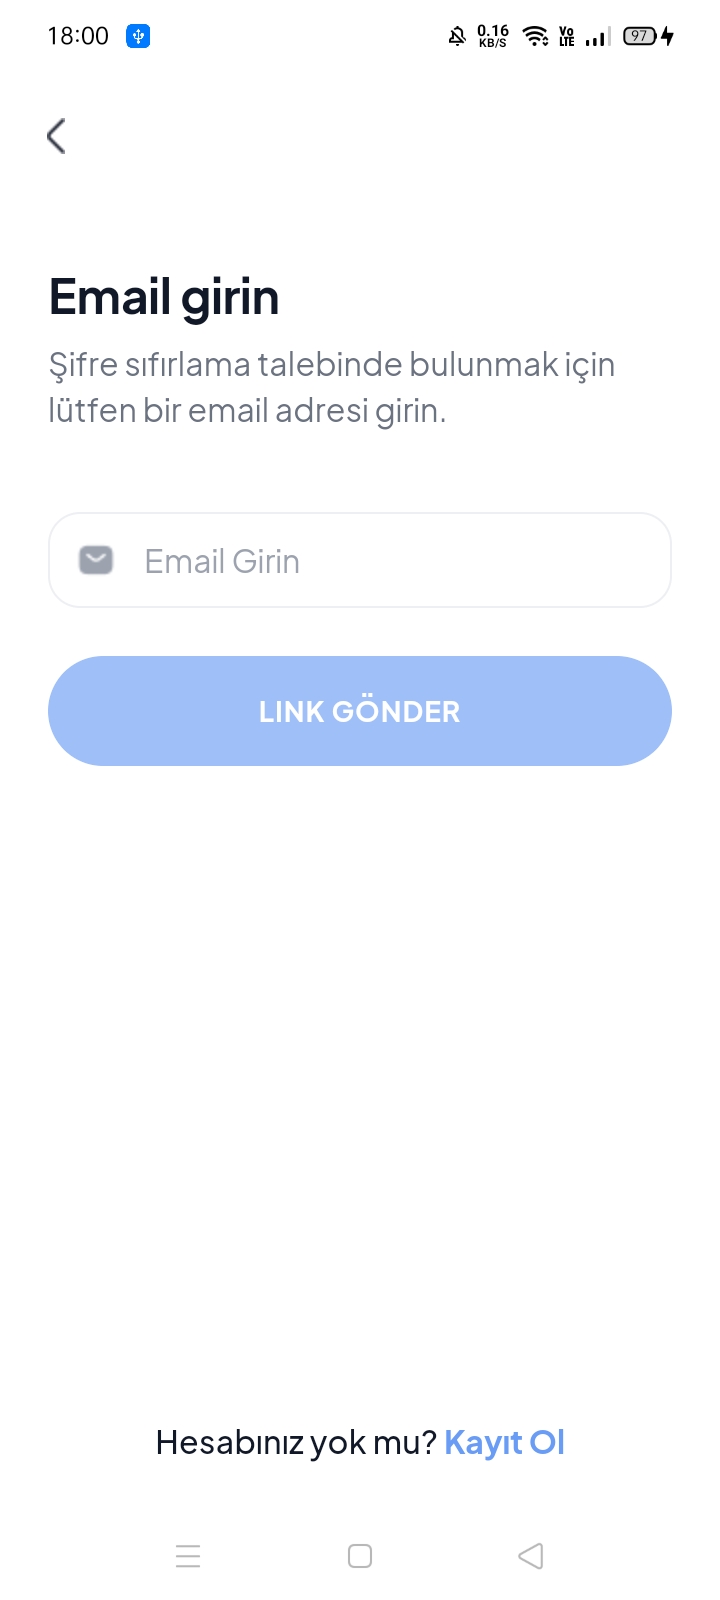 18:00
0.16
KB/S
Vo
LTE
97
Email girin
Şifre sıfırlama talebinde bulunmak için
lütfen bir email adresi girin.
Email Girin
LINK GÖNDER
Hesabınız yok mu? Kayıt Ol